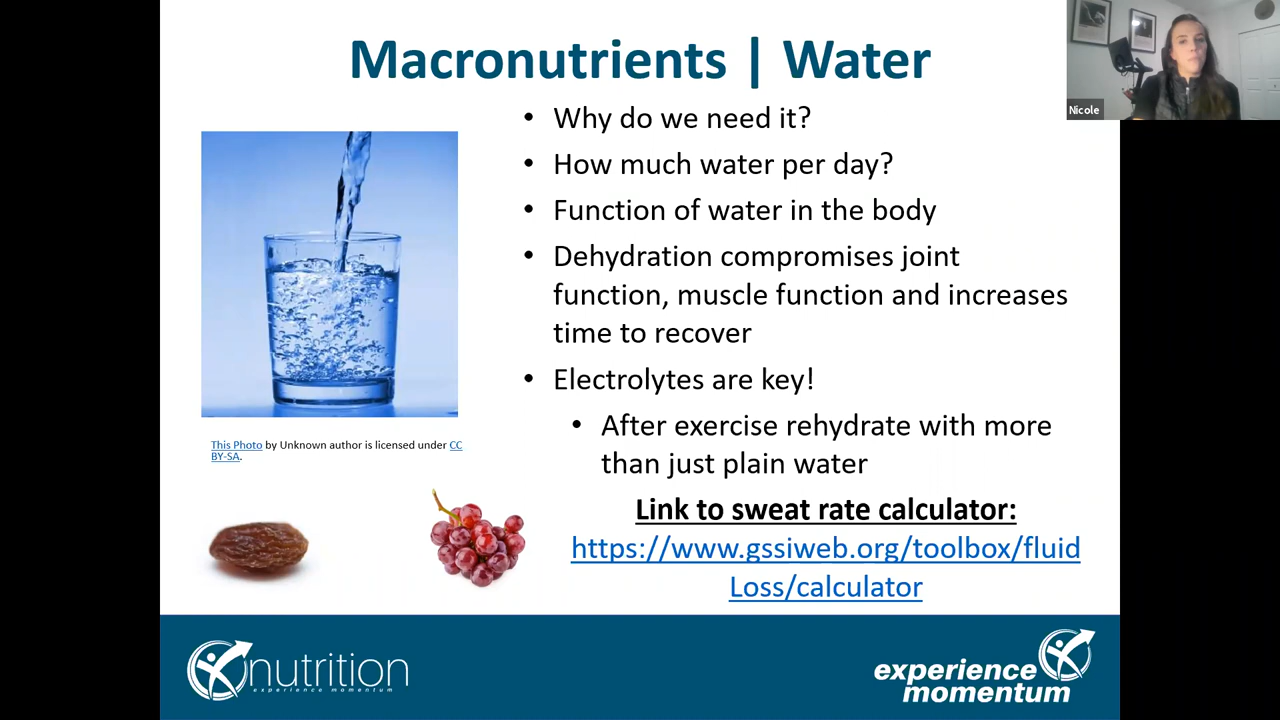 Macronutrients | Water
Nicole
• Why do we need it?
• How much water per day?
• Function of water in the body
• Dehydration compromises joint
function, muscle function and increases
time to recover
• Electrolytes are key!
• After exercise rehydrate with more
than just plain water
Link to sweat rate calculator:
https://www.gssiweb.org/toolbox/fluid
Loss/calculator
This Photo by Unknown author is licensed under CC
BY-SA.
nutrition
experience momentum
experience
momentum